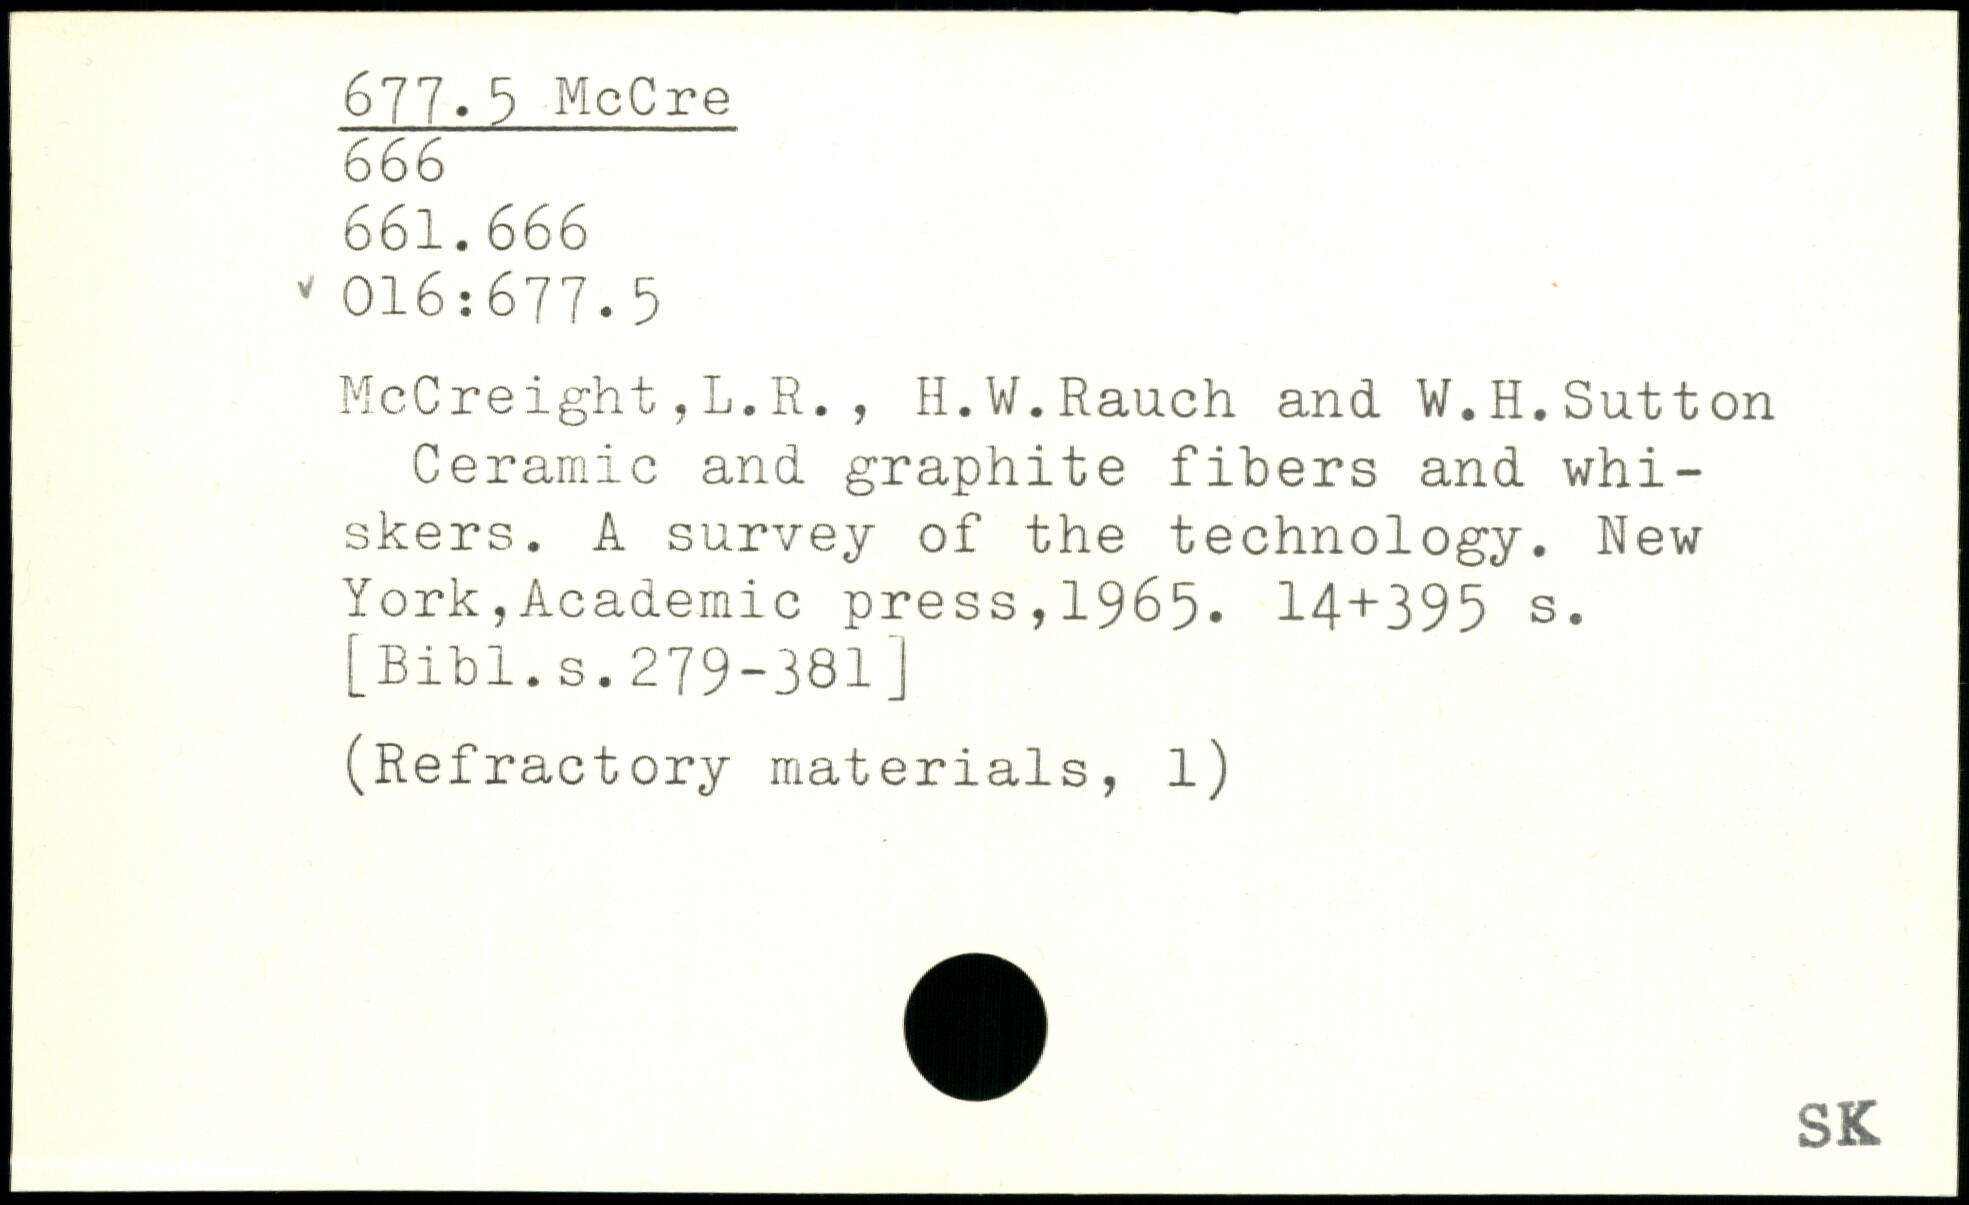 677.5 McCre
666
661.666
✓ 016:677.5
McCreight,L.R., H.W.Rauch and W.H.Sutton
Ceramic and graphite fibers and whi-
skers. A survey of the technology. New
York,Academic press,1965. 14+395 s.
[Bibl.s.279-381]
(Refractory materials, 1)
SK